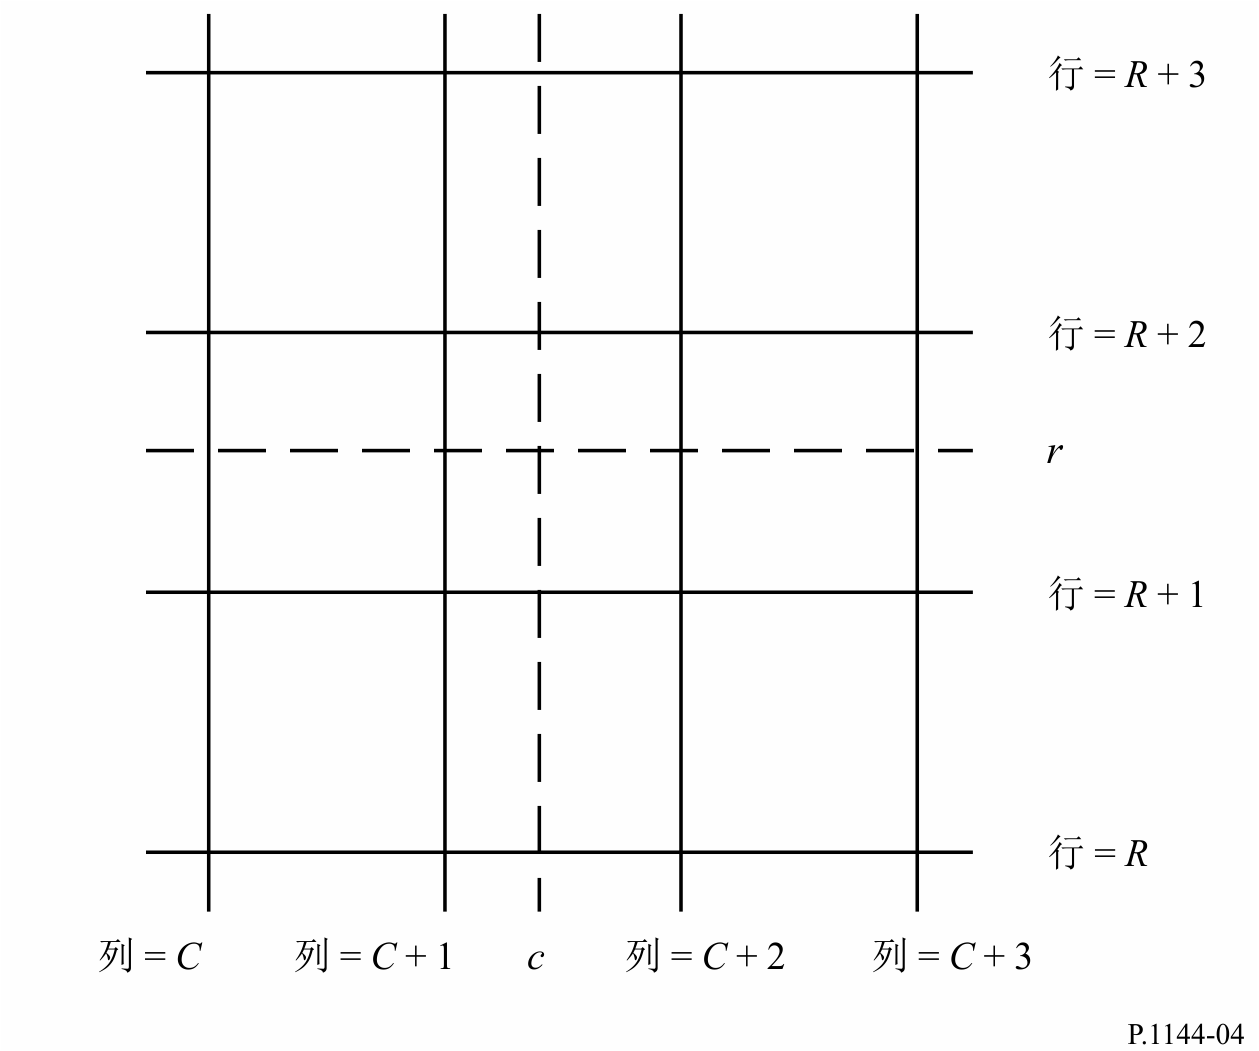 行 = R + 3
行 = R + 2
r
行 = R + 1
行 = R
列 = C 列 = C + 1 c 列 = C + 2 列 = C + 3
P.1144-04